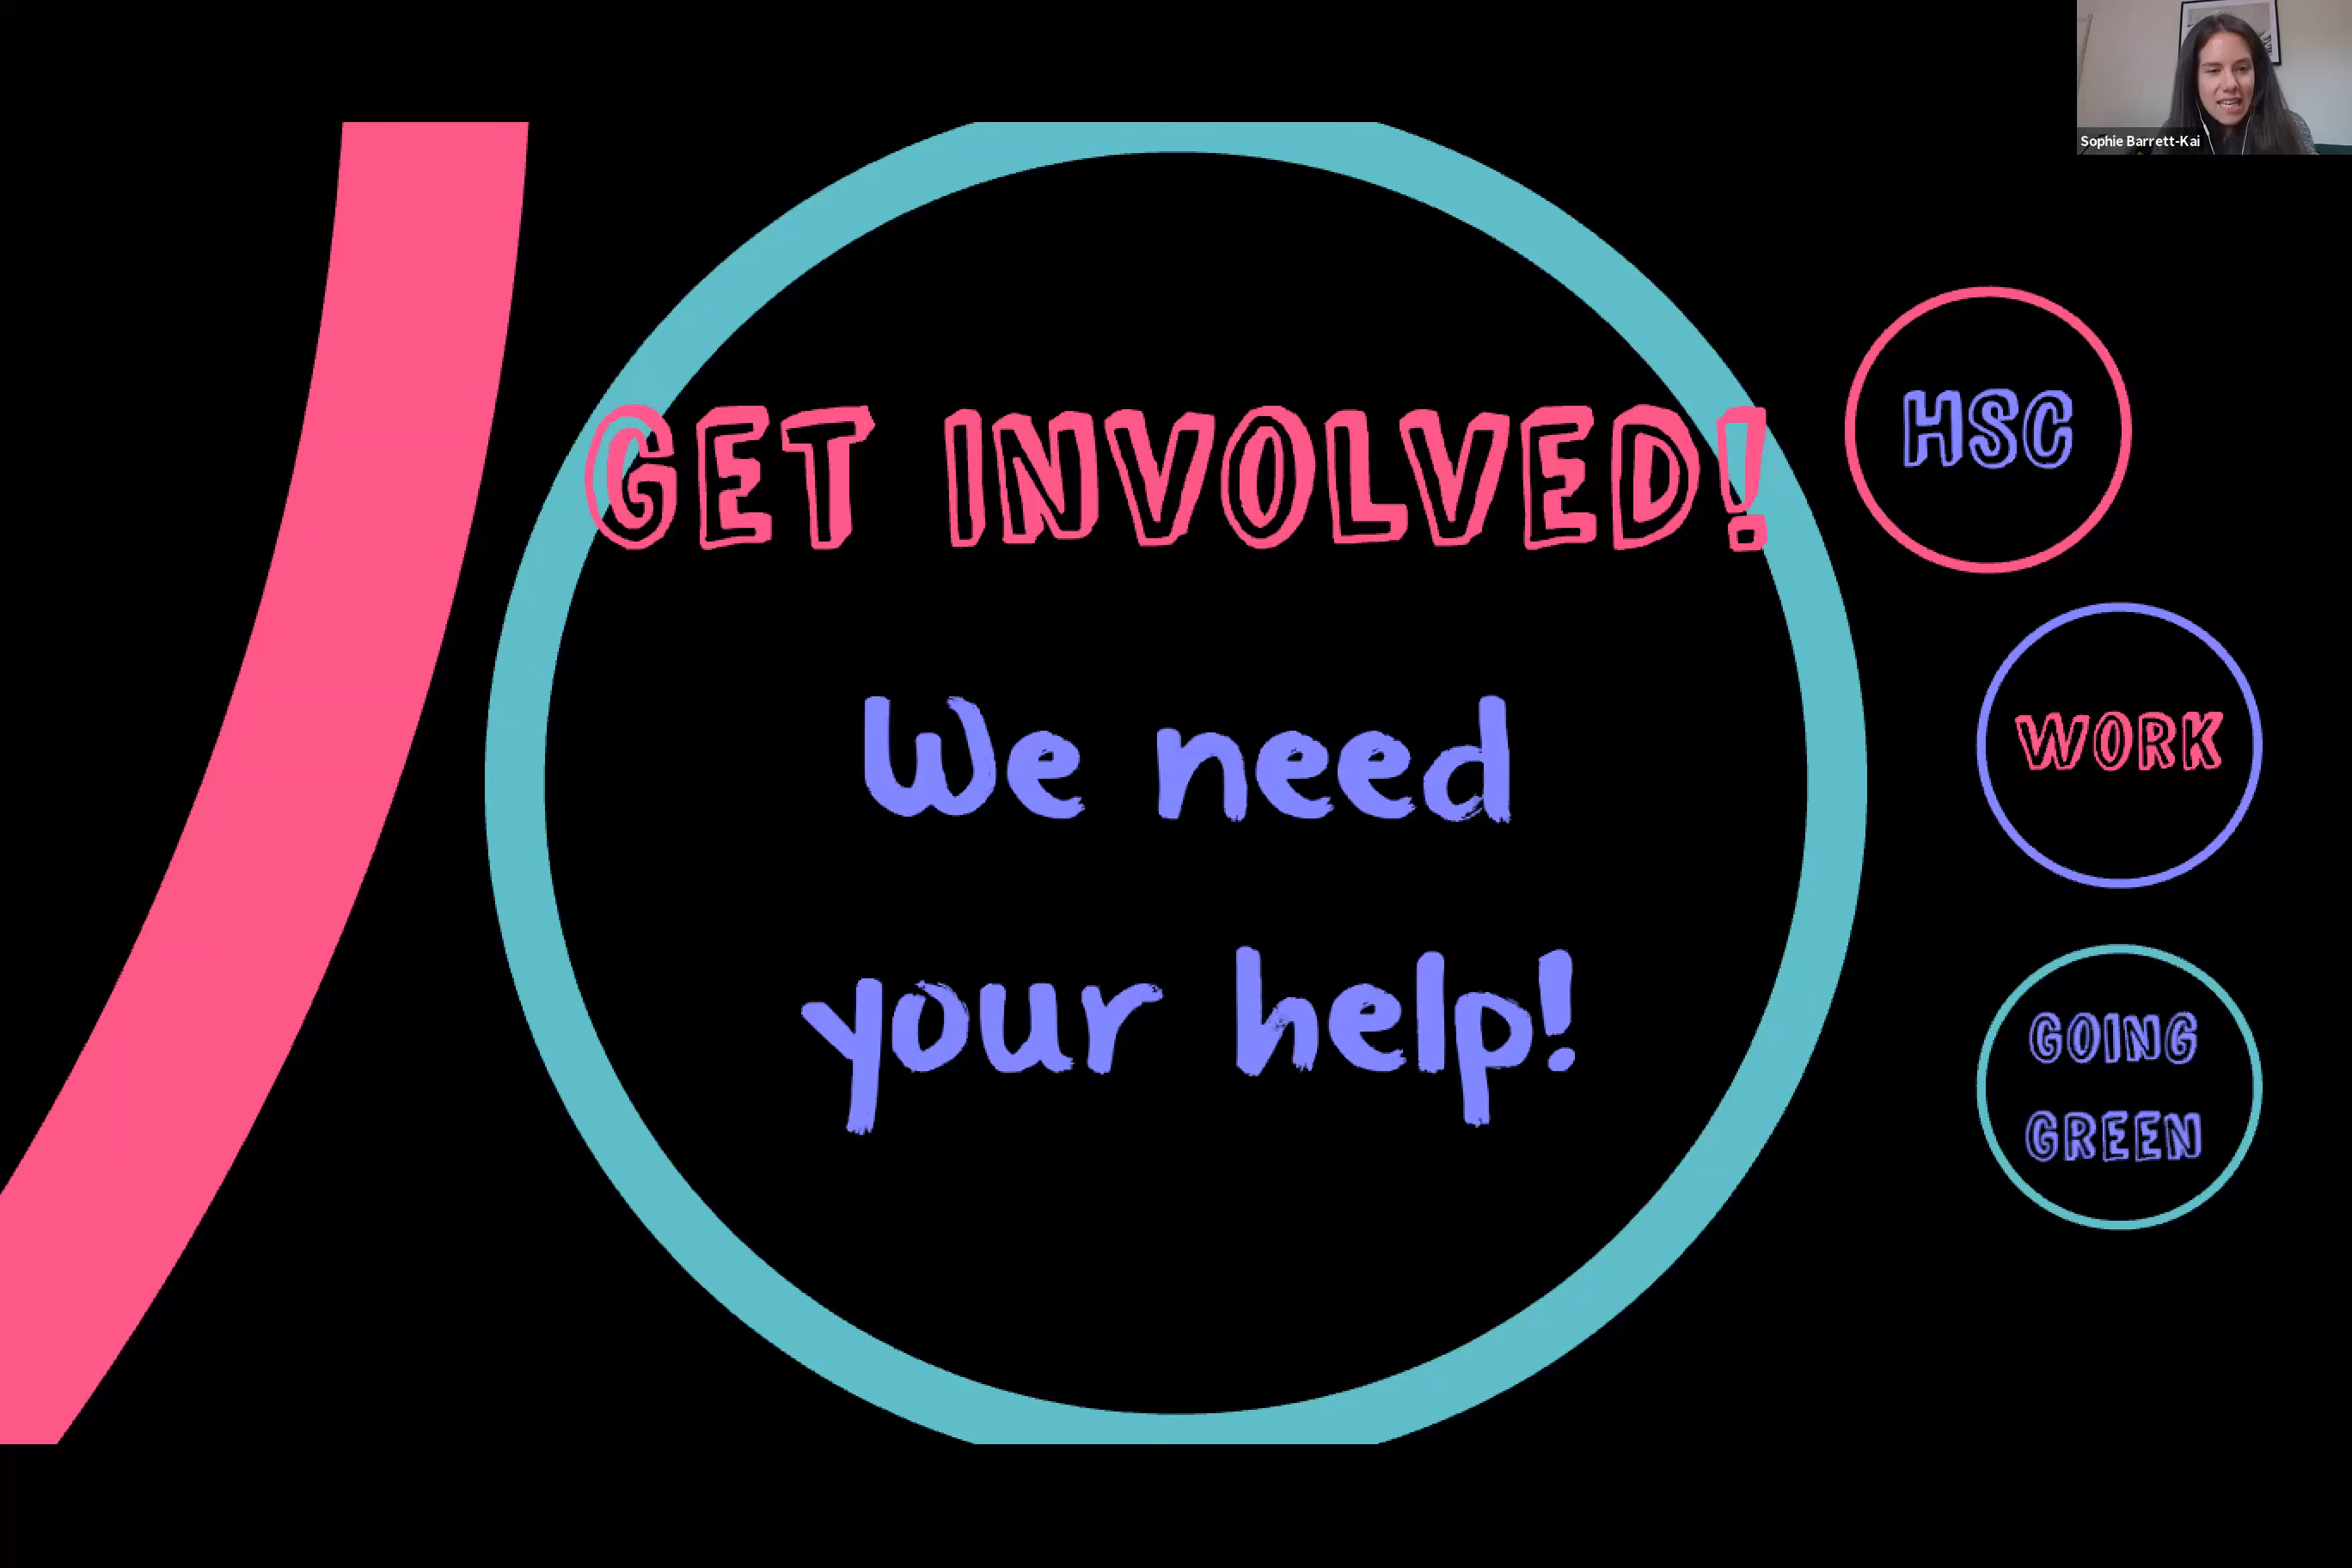 Sophie Barrett-Kai
GET INVOLVED!
We need
your help!
HSC
WORK
GOING
GREEN